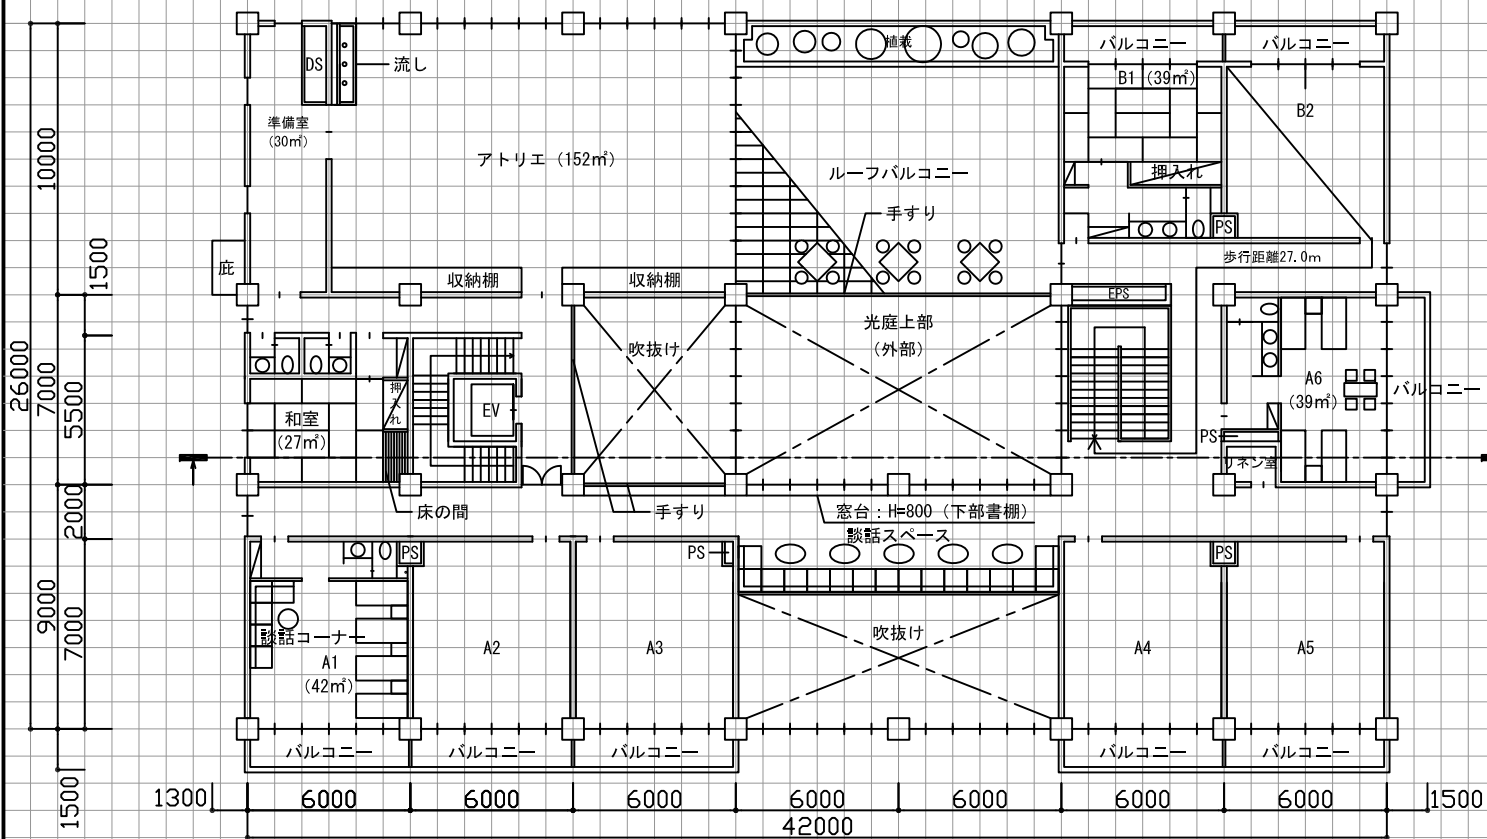 植栽
バルコニー
バルコニー
DS
流し
B1 (39㎡)
B2
準備室
(30㎡)
アトリエ (152㎡)
ルーフバルコニー
押入れ
手すり
PS
歩行距離27.0m
庇
収納棚
収納棚
EPS
光庭上部
(外部)
吹抜け
押入れ
和室
(27㎡)
EV
A6
(39㎡)
バルコニー
PS
リネン室
床の間
手すり
窓台：H=800 (下部書棚)
談話スペース
PS
PS
PS
談話コーナー
A1
(42㎡)
A2
A3
吹抜け
A4
A5
バルコニー
バルコニー
バルコニー
バルコニー
バルコニー
10000
1500
26000
7000
5500
2000
9000
7000
1500
1300
6000
6000
6000
6000
6000
6000
6000
1500
42000